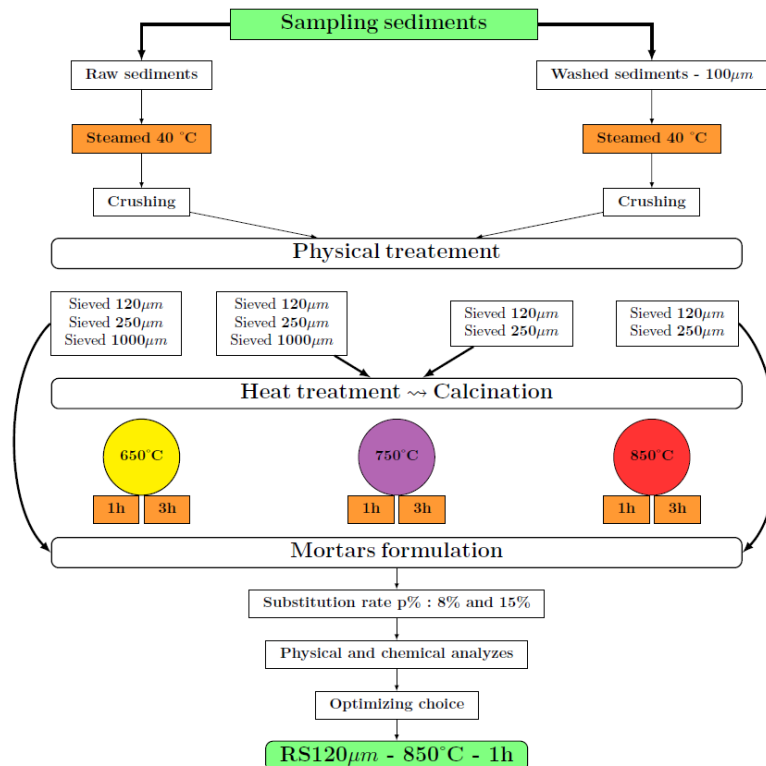 Sampling sediments
Raw sediments
Washed sediments - 100μm
Steamed 40 °C
Steamed 40 °C
Crushing
Crushing
Physical treatement
Sieved 120μm
Sieved 250μm
Sieved 1000μm
Sieved 120μm
Sieved 250μm
Sieved 1000μm
Sieved 120μm
Sieved 250μm
Sieved 120μm
Sieved 250μm
Heat treatment ⇝ Calcination
650°C
750°C
850°C
1h
3h
1h
3h
1h
3h
Mortars formulation
Substitution rate p% : 8% and 15%
Physical and chemical analyzes
Optimizing choice
RS120μm - 850°C - 1h